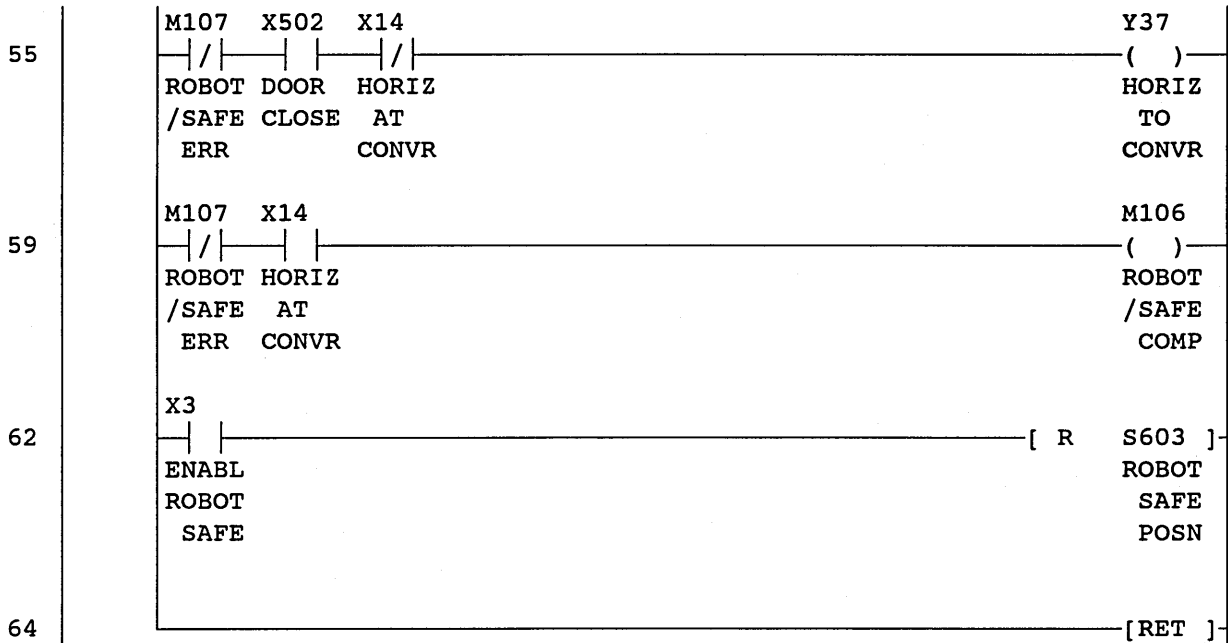 M107 X502 X14 Y37
55
ROBOT DOOR HORIZ HORIZ
/SAFE CLOSE AT TO
ERR CONVR CONVR
M107 X14 M106
59
ROBOT HORIZ ROBOT
/SAFE AT /SAFE
ERR CONVR COMP
X3
62 [ R S603 ]
ENABL ROBOT
ROBOT SAFE
SAFE POSN
64 [RET ]